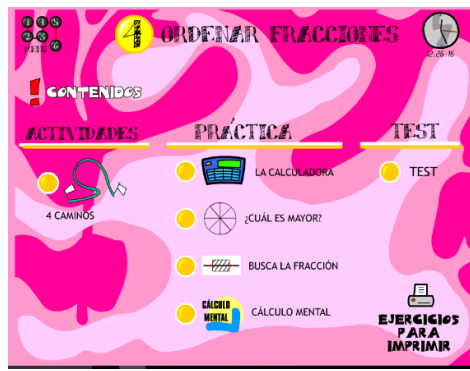 ORDENAR FRACCIONES
12:26:16
! CONTENIDOS
ACTIVIDADES
PRÁCTICA
TEST
4 CAMINOS
LA CALCULADORA
¿CUÁL ES MAYOR?
BUSCA LA FRACCIÓN
CÁLCULO MENTAL
CÁLCULO MENTAL
TEST
EJERCICIOS
PARA
IMPRIMIR